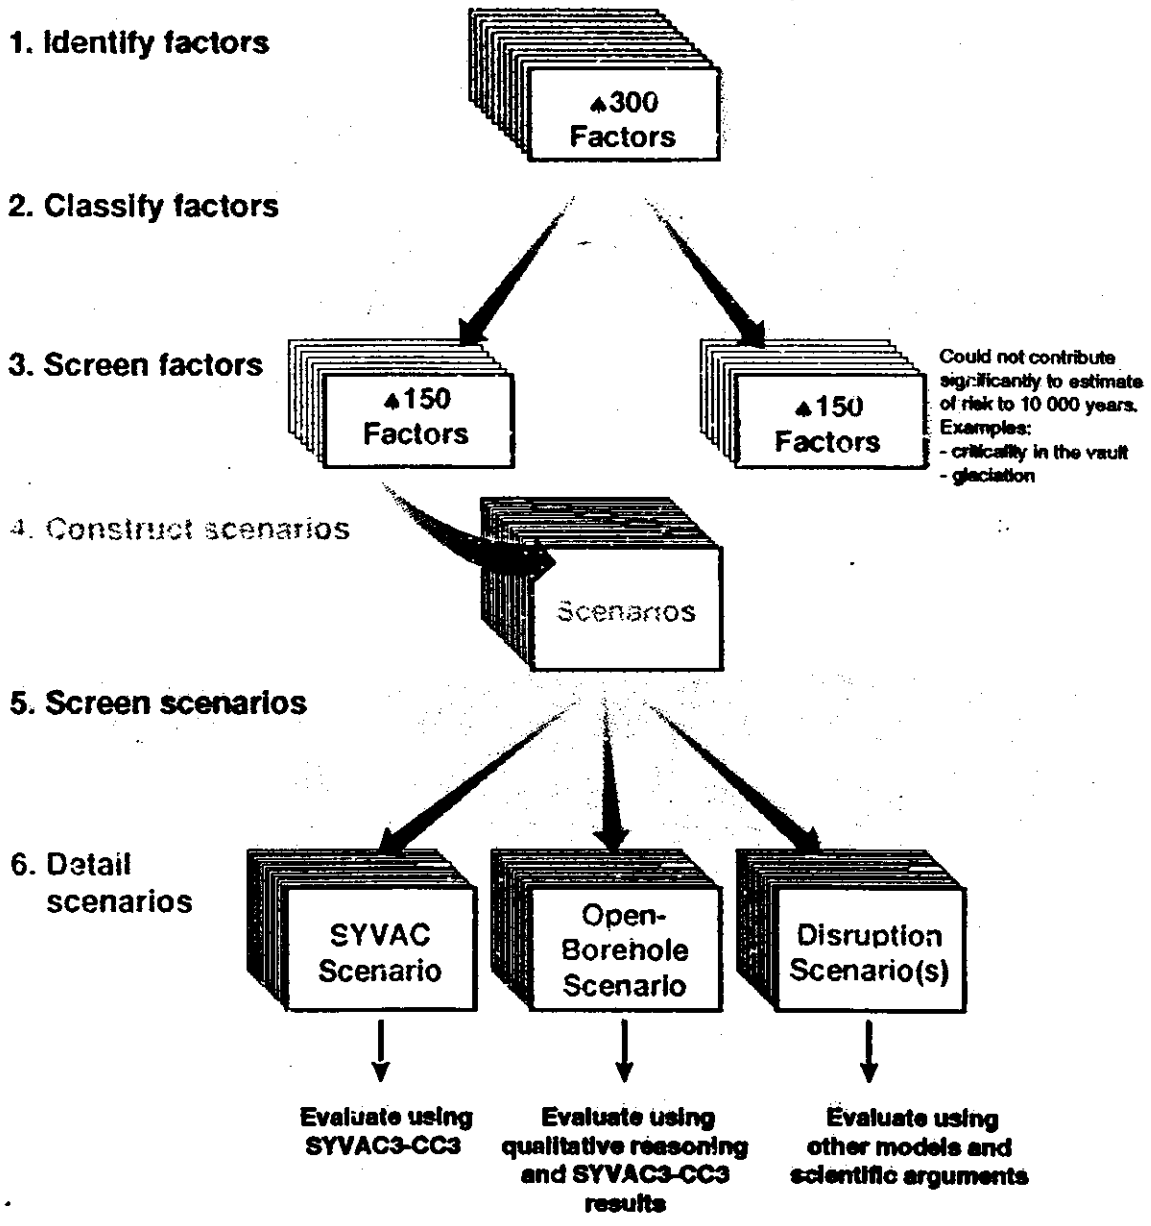 1. Identify factors
♠300
Factors
2. Classify factors
3. Screen factors
♠150
Factors
♠150
Factors
Could not contribute
significantly to estimate
of risk to 10 000 years.
Examples:
- criticality in the vault
- glaciation
4. Construct scenarios
Scenarios
5. Screen scenarios
6. Detail
scenarios
SYVAC
Scenario
Open-
Borehole
Scenario
Disruption
Scenario(s)
Evaluate using
SYVAC3-CC3
Evaluate using
qualitative reasoning
and SYVAC3-CC3
results
Evaluate using
other models and
scientific arguments